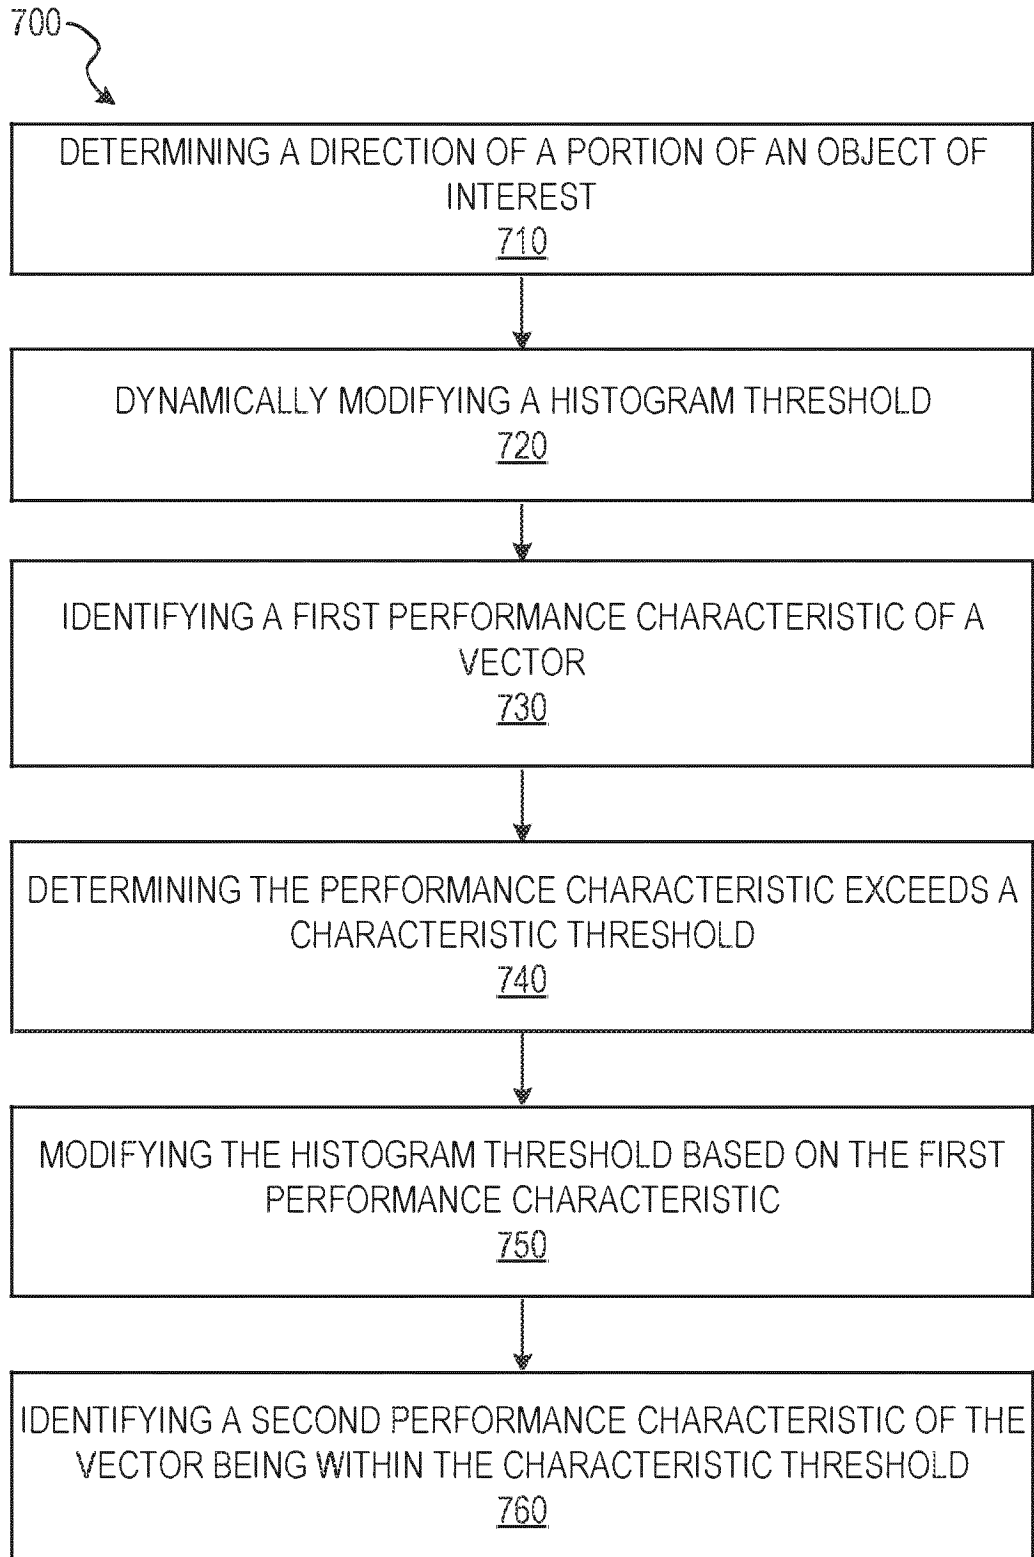 700
DETERMINING A DIRECTION OF A PORTION OF AN OBJECT OF
INTEREST
710
DYNAMICALLY MODIFYING A HISTOGRAM THRESHOLD
720
IDENTIFYING A FIRST PERFORMANCE CHARACTERISTIC OF A
VECTOR
730
DETERMINING THE PERFORMANCE CHARACTERISTIC EXCEEDS A
CHARACTERISTIC THRESHOLD
740
MODIFYING THE HISTOGRAM THRESHOLD BASED ON THE FIRST
PERFORMANCE CHARACTERISTIC
750
IDENTIFYING A SECOND PERFORMANCE CHARACTERISTIC OF THE
VECTOR BEING WITHIN THE CHARACTERISTIC THRESHOLD
760